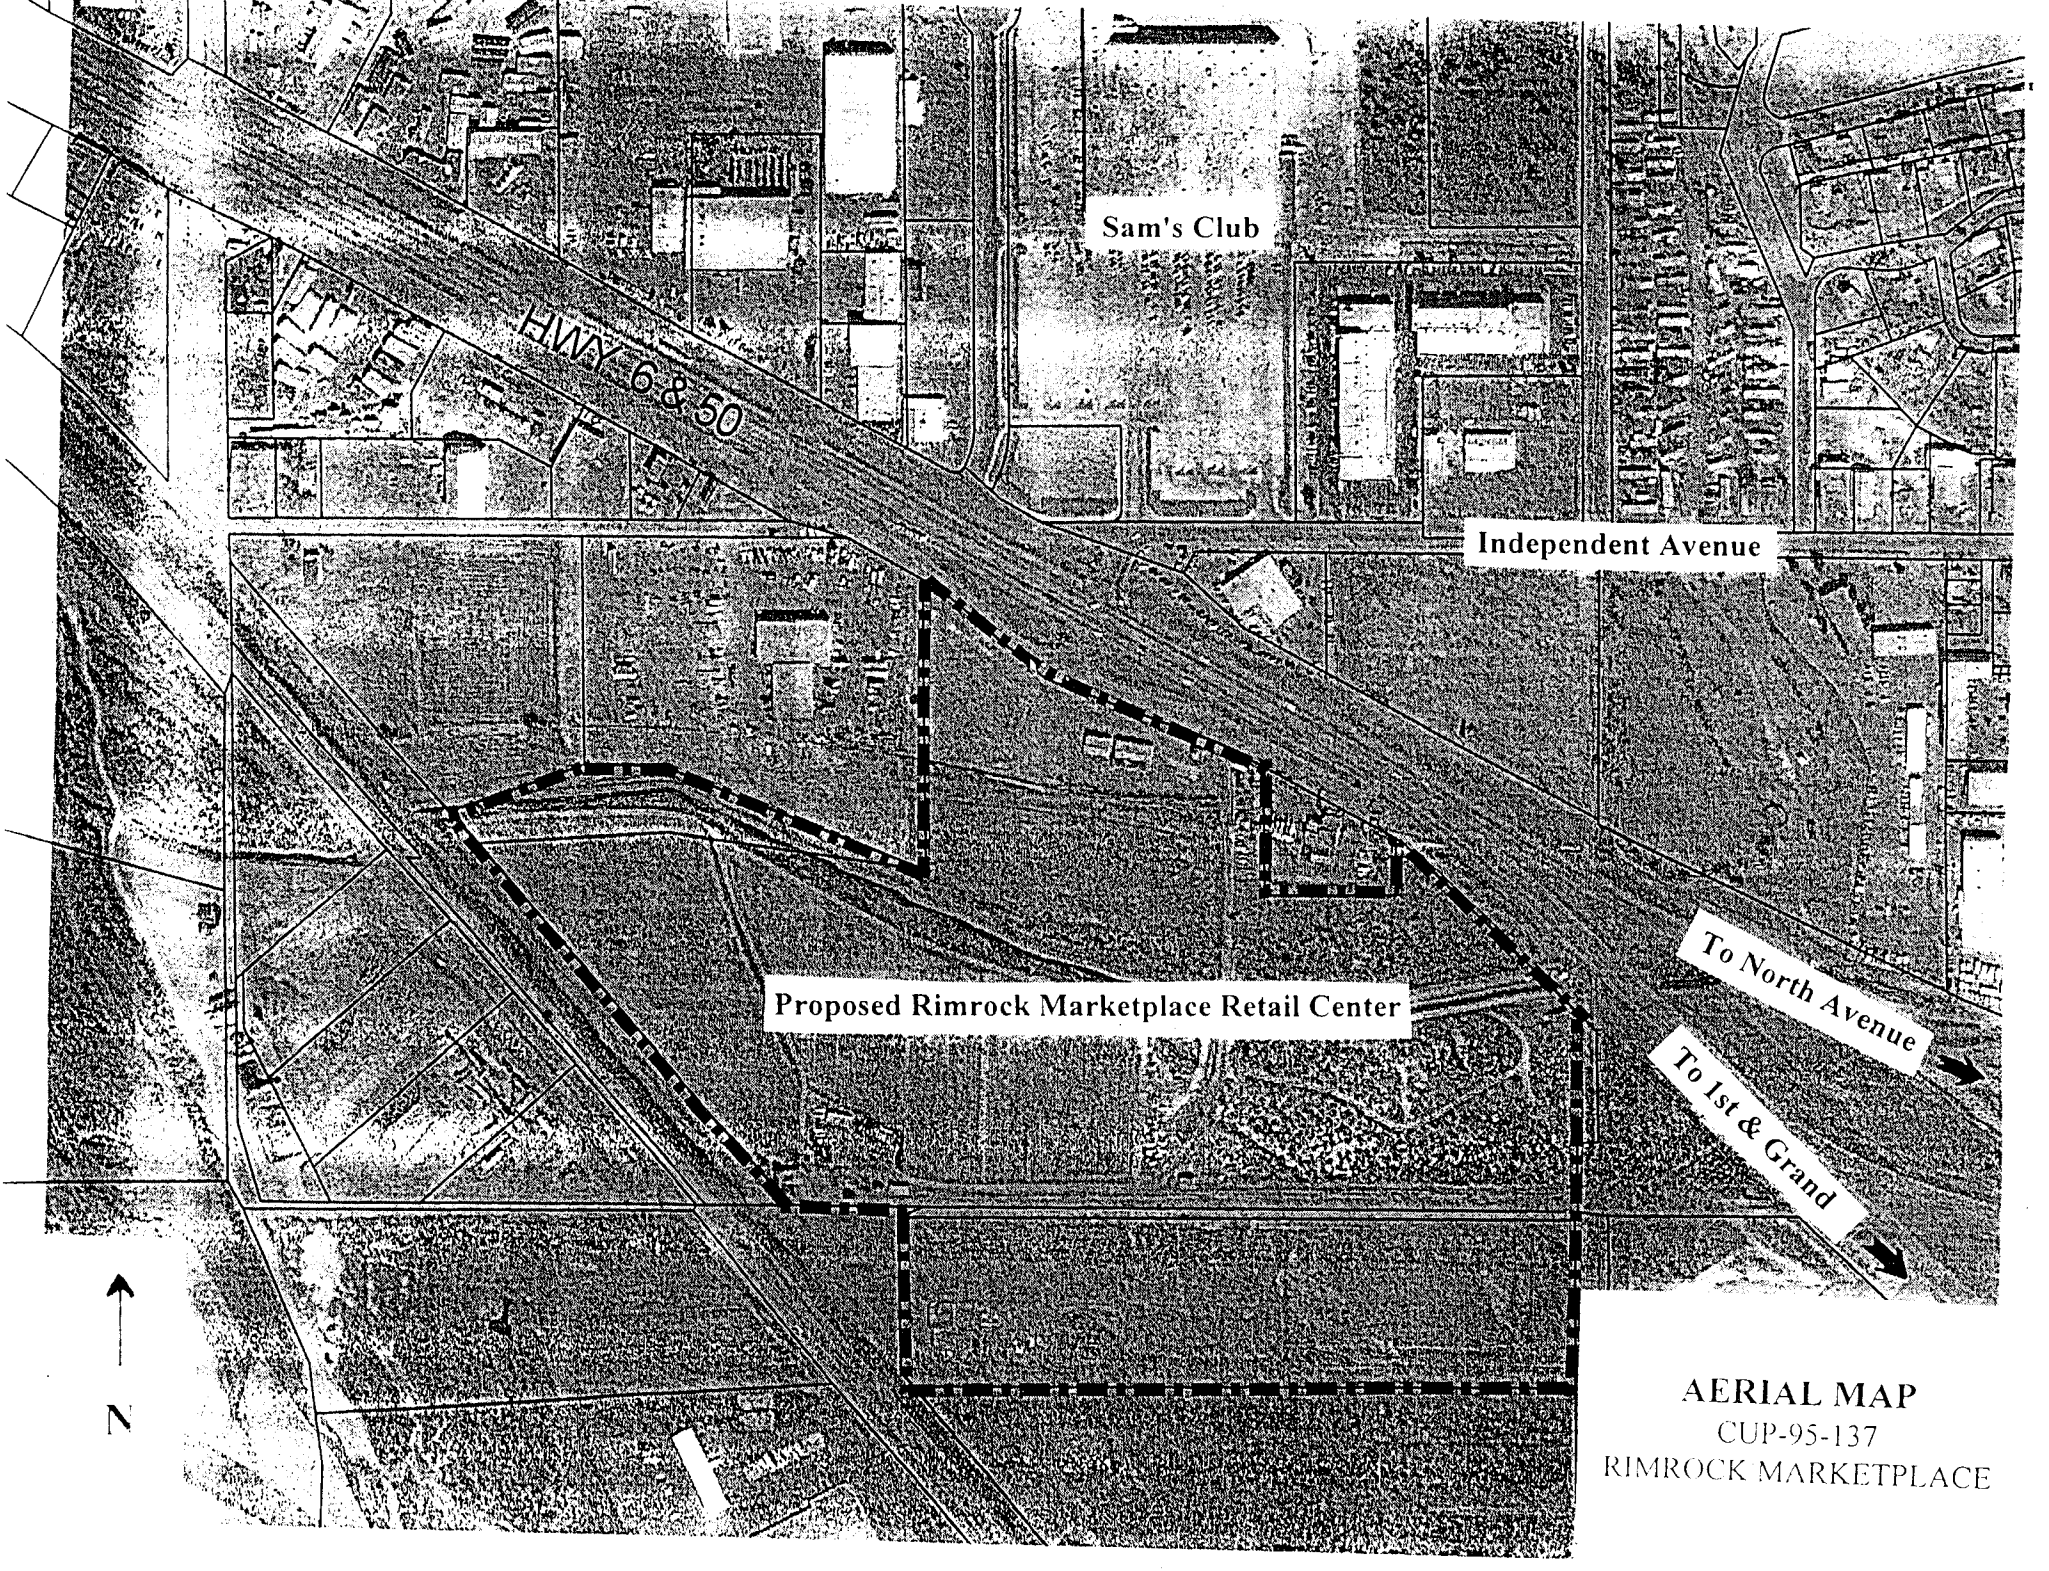 Sam's Club
HWY 6 & 50
Independent Avenue
To North Avenue
Proposed Rimrock Marketplace Retail Center
To 1st & Grand
N
AERIAL MAP
CUP-95-137
RIMROCK MARKETPLACE